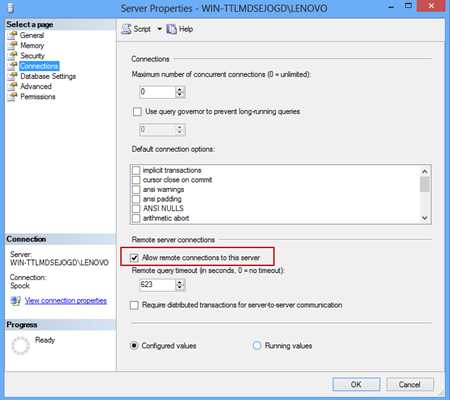 Server Properties - WIN-TTLMDSEJOGD\LENOVO
Select a page
General
Memory
Security
Connections
Database Settings
Advanced
Permissions
Script
Help
Connections
Maximum number of concurrent connections (0 = unlimited):
0
Use query governor to prevent long-running queries
0
Default connection options:
implicit transactions
cursor close on commit
ansi warnings
ansi padding
ANSI NULLS
arithmetic abort
Remote server connections
Allow remote connections to this server
Remote query timeout (in seconds, 0 = no timeout):
623
Require distributed transactions for server-to-server communication
Configured values
Running values
Connection
Server:
WIN-TTLMDSEJOGD\LENOVO
Connection:
Spock
View connection properties
Progress
Ready
OK
Cancel